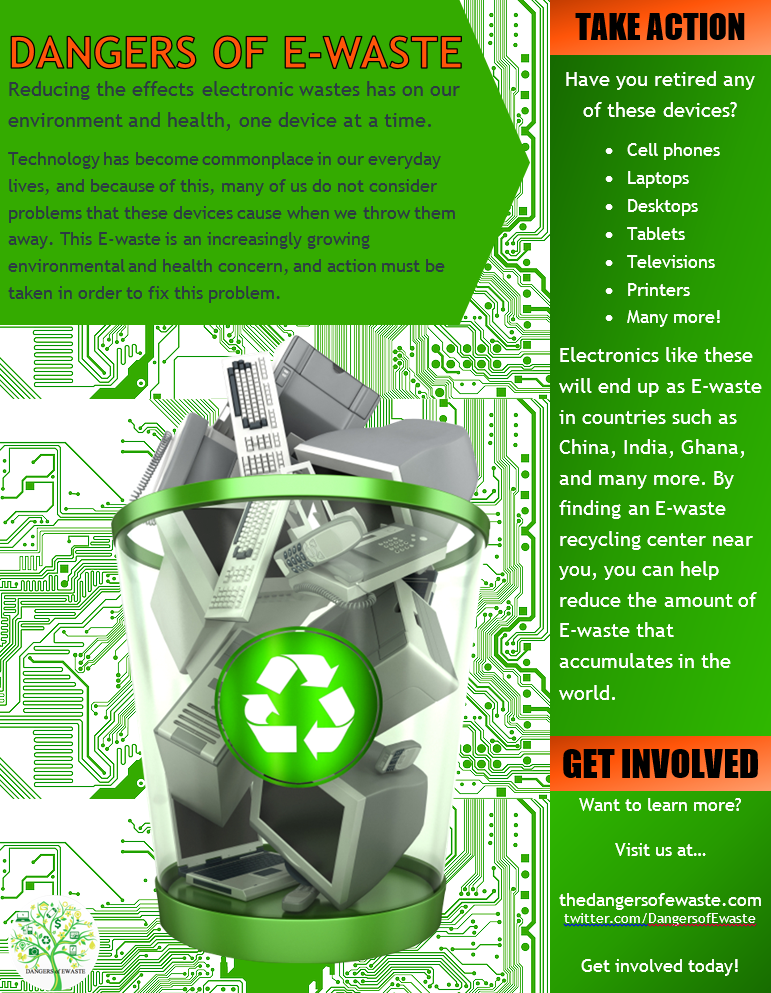 DANGERS OF E-WASTE
Reducing the effects electronic wastes has on our
environment and health, one device at a time.
Technology has become commonplace in our everyday
lives, and because of this, many of us do not consider
problems that these devices cause when we throw them
away. This E-waste is an increasingly growing
environmental and health concern, and action must be
taken in order to fix this problem.
DANGERS of EWASTE
TAKE ACTION
Have you retired any
of these devices?
• Cell phones
• Laptops
• Desktops
• Tablets
• Televisions
• Printers
• Many more!
Electronics like these
will end up as E-waste
in countries such as
China, India, Ghana,
and many more. By
finding an E-waste
recycling center near
you, you can help
reduce the amount of
E-waste that
accumulates in the
world.
GET INVOLVED
Want to learn more?
Visit us at…
thedangersofewaste.com
twitter.com/DangersofEwaste
Get involved today!